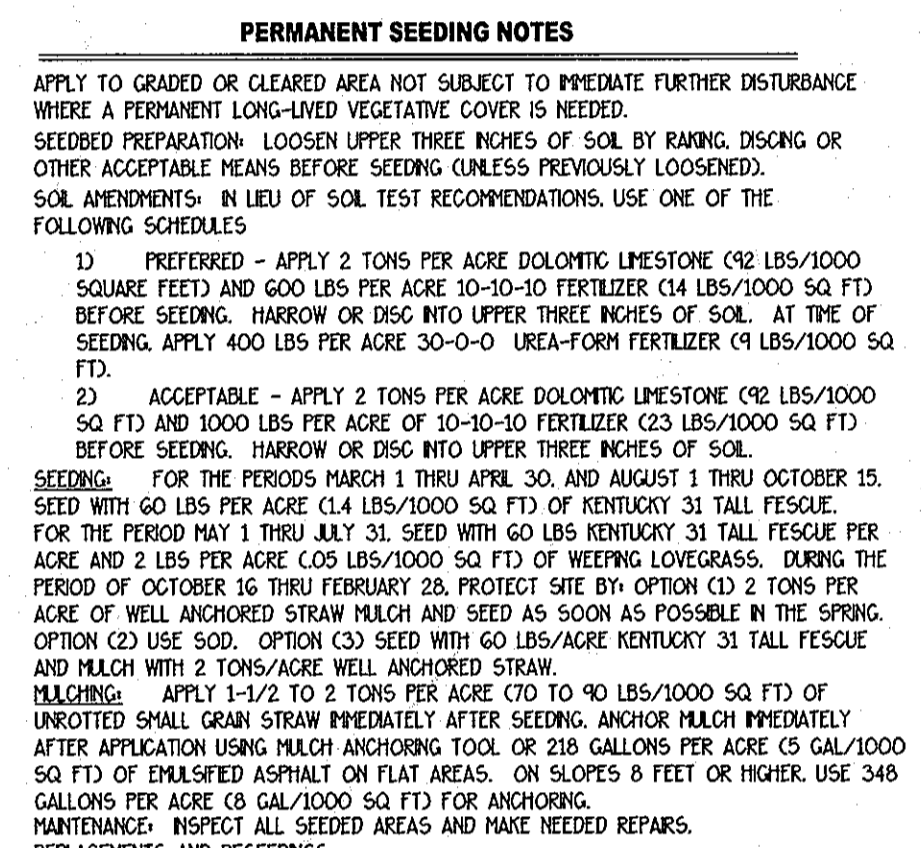 PERMANENT SEEDING NOTES
APPLY TO GRADED OR CLEARED AREA NOT SUBJECT TO IMMEDIATE FURTHER DISTURBANCE
WHERE A PERMANENT LONG-LIVED VEGETATIVE COVER IS NEEDED.
SEEDBED PREPARATION: LOOSEN UPPER THREE INCHES OF SOIL BY RAKING, DISCING OR
OTHER ACCEPTABLE MEANS BEFORE SEEDING (UNLESS PREVIOUSLY LOOSENED).
SOIL AMENDMENTS: IN LIEU OF SOIL TEST RECOMMENDATIONS, USE ONE OF THE
FOLLOWING SCHEDULES
1) PREFERRED - APPLY 2 TONS PER ACRE DOLOMITIC LIMESTONE (92 LBS/1000
SQUARE FEET) AND 600 LBS PER ACRE 10-10-10 FERTILIZER (14 LBS/1000 SQ FT)
BEFORE SEEDING. HARROW OR DISC INTO UPPER THREE INCHES OF SOIL. AT TIME OF
SEEDING, APPLY 400 LBS PER ACRE 30-0-0 UREA-FORM FERTILIZER (9 LBS/1000 SQ
FT).
2) ACCEPTABLE - APPLY 2 TONS PER ACRE DOLOMITIC LIMESTONE (92 LBS/1000
SQ FT) AND 1000 LBS PER ACRE OF 10-10-10 FERTILIZER (23 LBS/1000 SQ FT)
BEFORE SEEDING. HARROW OR DISC INTO UPPER THREE INCHES OF SOIL.
SEEDING: FOR THE PERIODS MARCH 1 THRU APRIL 30, AND AUGUST 1 THRU OCTOBER 15,
SEED WITH 60 LBS PER ACRE (1.4 LBS/1000 SQ FT) OF KENTUCKY 31 TALL FESCUE.
FOR THE PERIOD MAY 1 THRU JULY 31, SEED WITH 60 LBS KENTUCKY 31 TALL FESCUE PER
ACRE AND 2 LBS PER ACRE (.05 LBS/1000 SQ FT) OF WEEPING LOVEGRASS. DURING THE
PERIOD OF OCTOBER 16 THRU FEBRUARY 28, PROTECT SITE BY: OPTION (1) 2 TONS PER
ACRE OF WELL ANCHORED STRAW MULCH AND SEED AS SOON AS POSSIBLE IN THE SPRING.
OPTION (2) USE SOD. OPTION (3) SEED WITH 60 LBS/ACRE KENTUCKY 31 TALL FESCUE
AND MULCH WITH 2 TONS/ACRE WELL ANCHORED STRAW.
MULCHING: APPLY 1-1/2 TO 2 TONS PER ACRE (70 TO 90 LBS/1000 SQ FT) OF
UNROTTED SMALL GRAIN STRAW IMMEDIATELY AFTER SEEDING. ANCHOR MULCH IMMEDIATELY
AFTER APPLICATION USING MULCH ANCHORING TOOL OR 218 GALLONS PER ACRE (5 GAL/1000
SQ FT) OF EMULSIFIED ASPHALT ON FLAT AREAS. ON SLOPES 8 FEET OR HIGHER, USE 348
GALLONS PER ACRE (8 GAL/1000 SQ FT) FOR ANCHORING.
MAINTENANCE: INSPECT ALL SEEDED AREAS AND MAKE NEEDED REPAIRS,